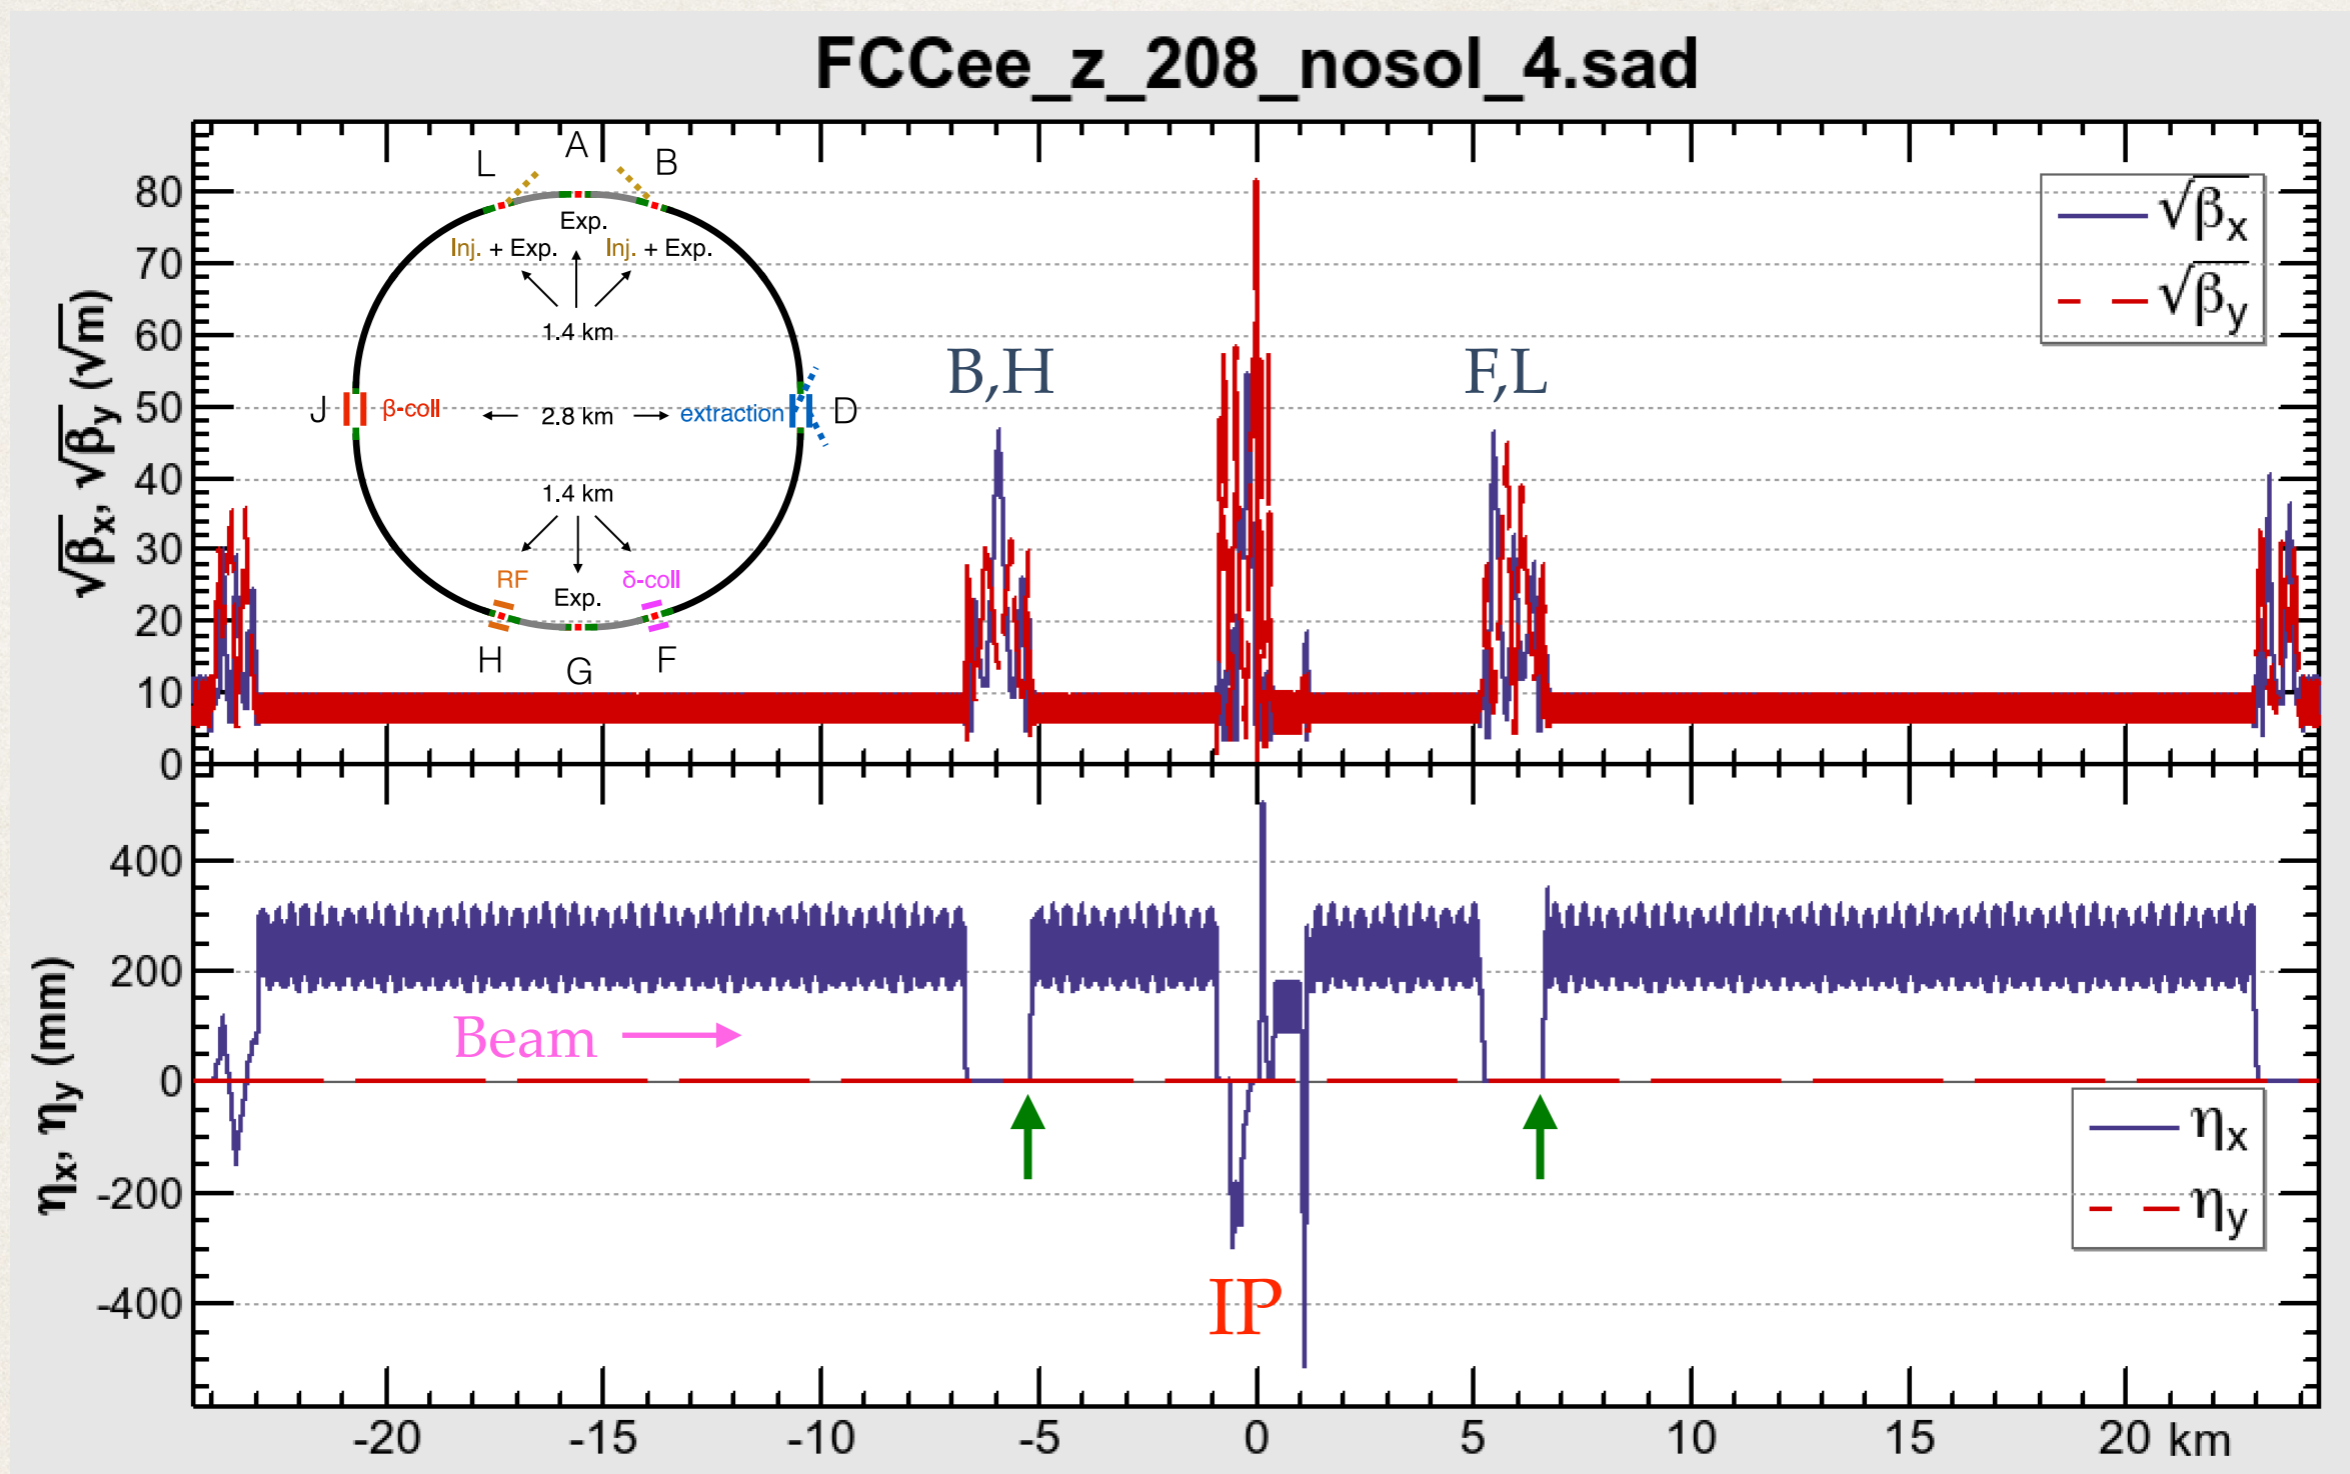 FCCee_z_208_nosol_4.sad
√βx, √βy (√m)
80
70
60
50
40
30
20
10
0
√βx
√βy
A
L
B
Exp.
Inj. + Exp.
Inj. + Exp.
1.4 km
J
β-coll
2.8 km
extraction
D
1.4 km
RF
Exp.
δ-coll
H
G
F
B,H
F,L
ηx, ηy (mm)
400
200
0
-200
-400
Beam
IP
ηx
ηy
-20
-15
-10
-5
0
5
10
15
20 km